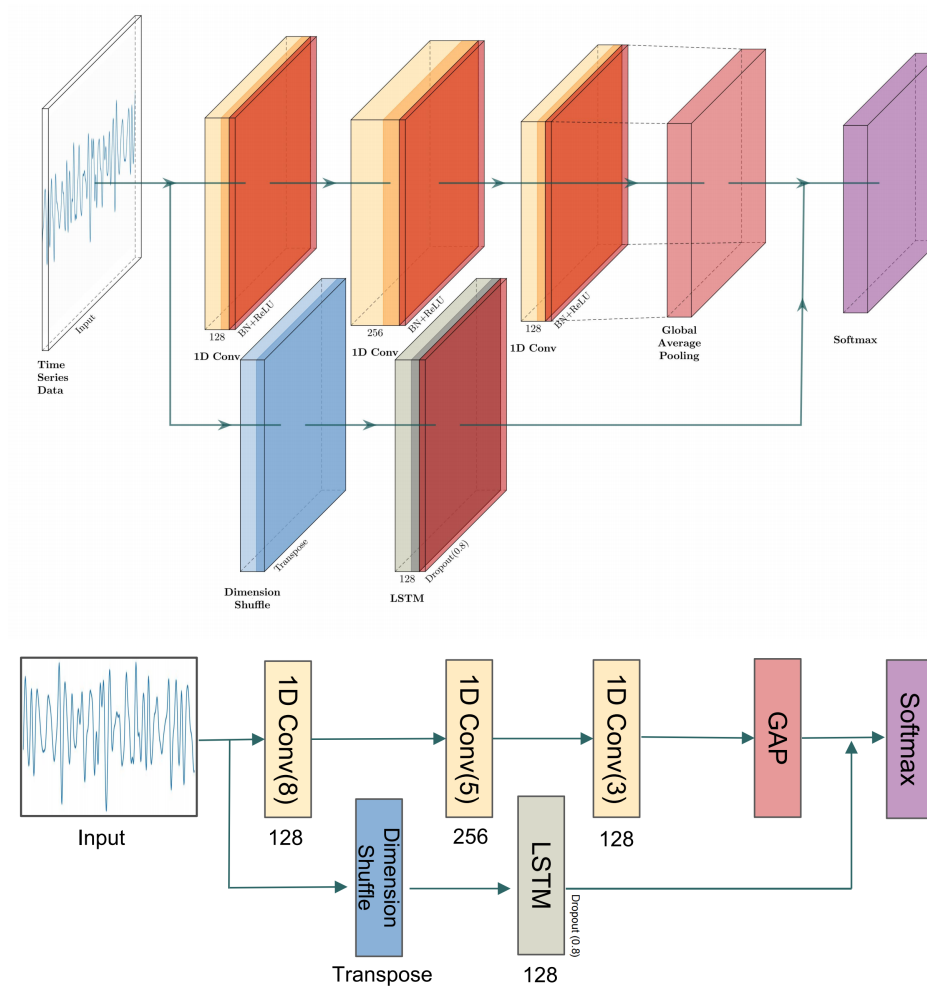 Input
Time
Series
Data
128
BN+ReLU
1D Conv
256
BN+ReLU
1D Conv
128
BN+ReLU
1D Conv
Global
Average
Pooling
Softmax
Transpose
Dimension
Shuffle
128
Dropout(0.8)
LSTM
Input
1D Conv(8)
128
1D Conv(5)
256
1D Conv(3)
128
GAP
Softmax
Dimension
Shuffle
Transpose
LSTM
Dropout (0.8)
128